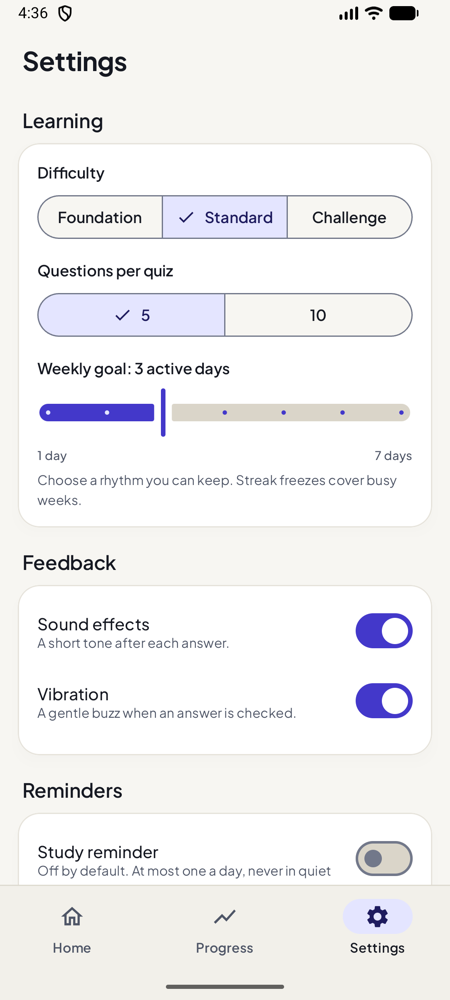 4:36
Settings
Learning
Difficulty
Foundation
Standard
Challenge
Questions per quiz
5
10
Weekly goal: 3 active days
1 day
7 days
Choose a rhythm you can keep. Streak freezes cover busy
weeks.
Feedback
Sound effects
A short tone after each answer.
Vibration
A gentle buzz when an answer is checked.
Reminders
Study reminder
Off by default. At most one a day, never in quiet
Home
Progress
Settings